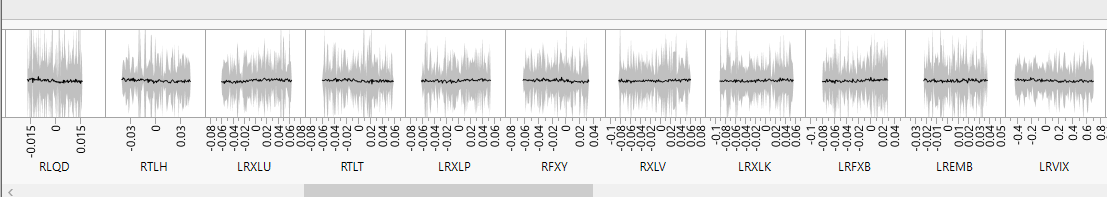 -0.015 0 0.015 -0.03 0 0.03 -0.08 -0.06 -0.04 -0.02 0 0.02 0.04 0.06 0.08 -0.08 -0.06 -0.04 -0.02 0 0.02 0.04 0.06 -0.08 -0.06 -0.04 -0.02 0 0.02 0.04 0.06 -0.08 -0.06 -0.04 -0.02 0 0.02 0.04 -0.1 -0.08 -0.06 -0.04 -0.02 0 0.02 0.04 0.06 0.08 -0.1 -0.08 -0.06 -0.04 -0.02 0 0.02 0.04 0.06 -0.1 -0.08 -0.06 -0.04 -0.02 0 0.02 0.04 -0.03 -0.02 -0.01 0 0.01 0.02 0.03 0.04 0.05 -0.4 -0.2 0 0.2 0.4 0.6 0.8
RLQD RTLH LRXLU RTLT LRXLP RFXY RXLV LRXLK LRFXB LREMB LRVIX